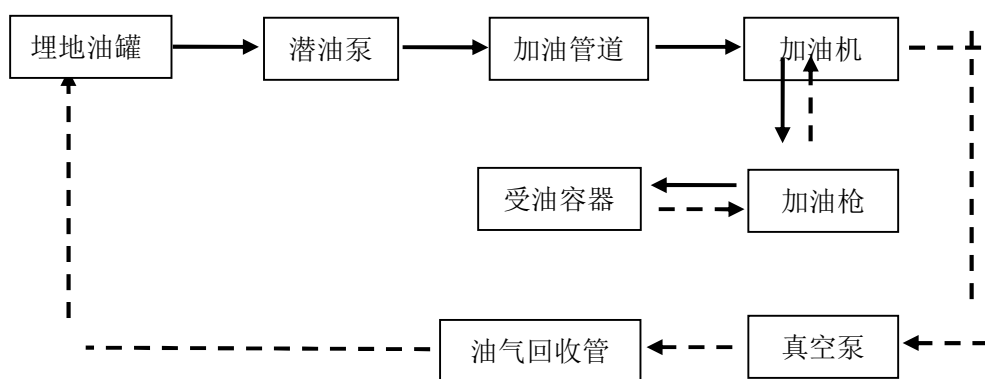 埋地油罐
潜油泵
加油管道
加油机
受油容器
加油枪
油气回收管
真空泵